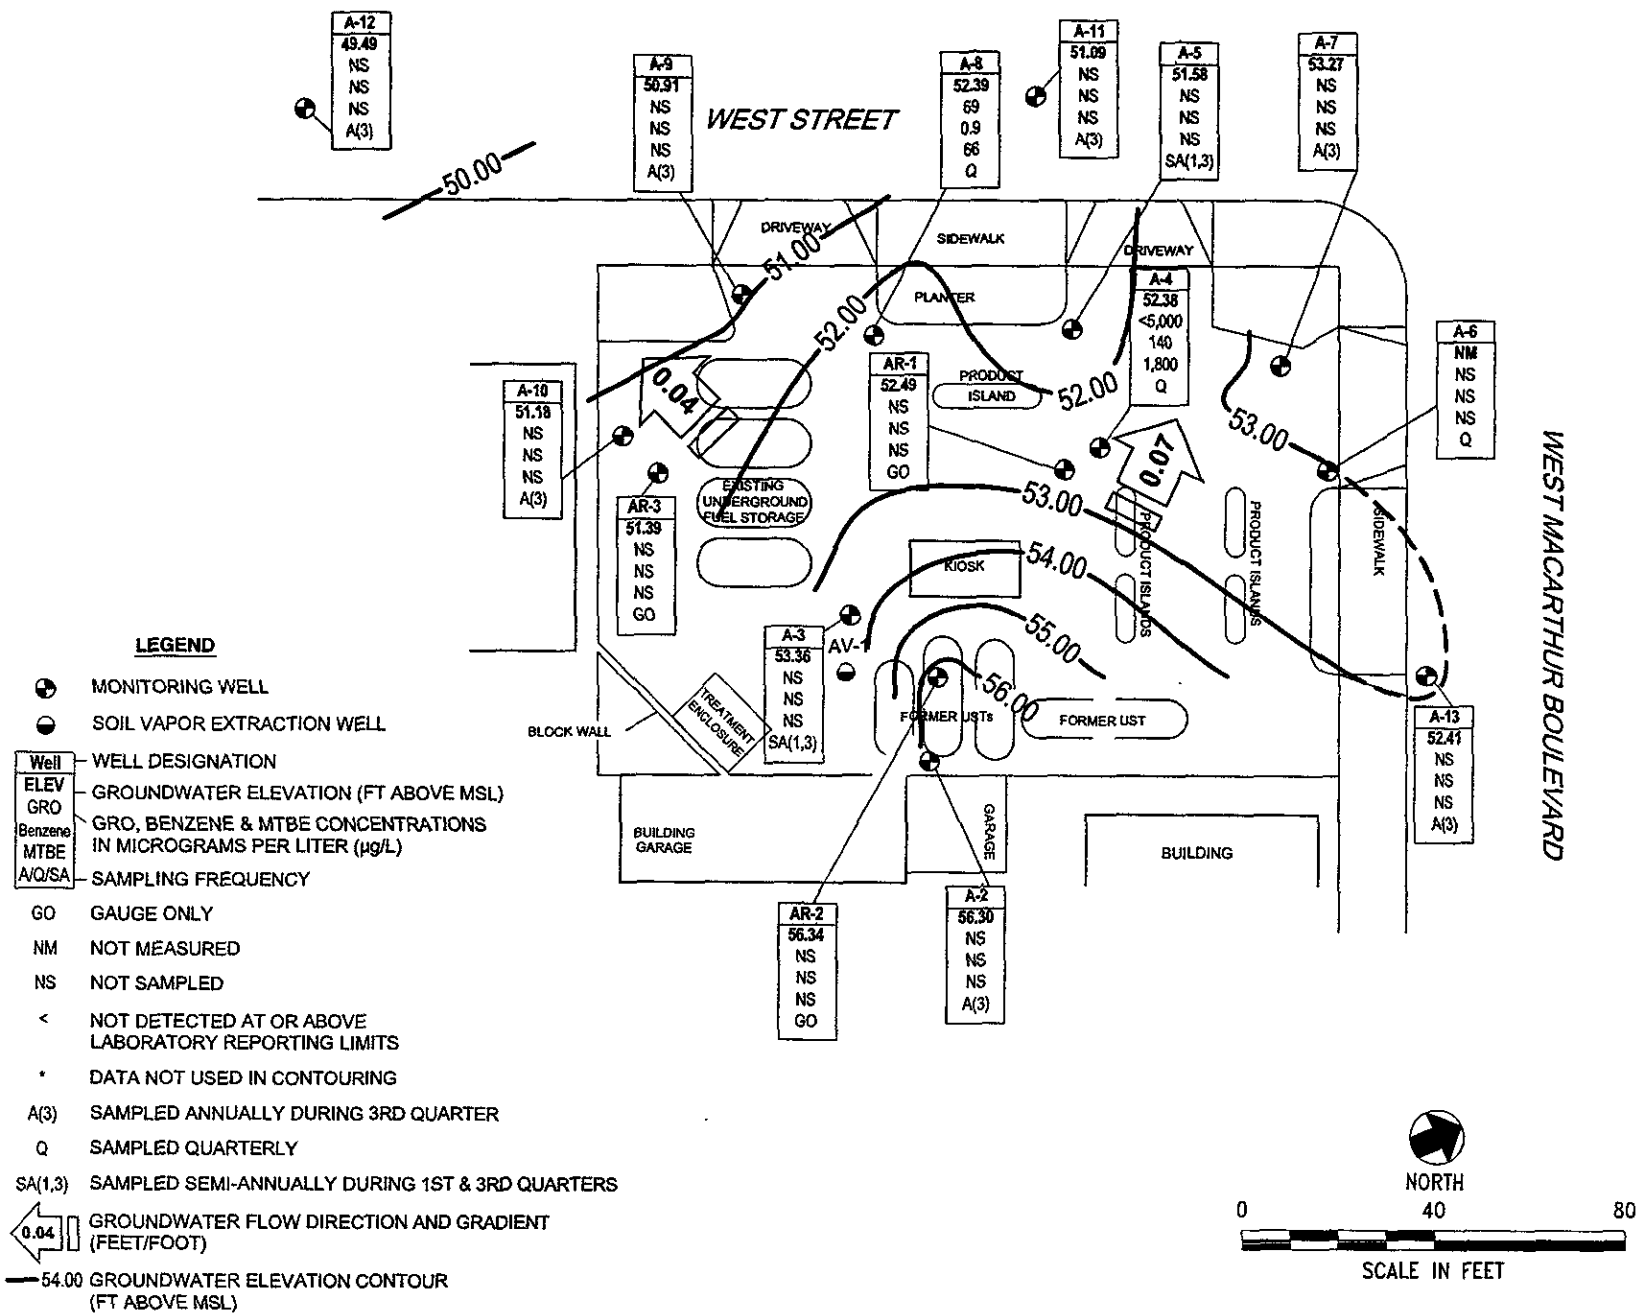 A-12
49.49
NS
NS
NS
A(3)
A-9
50.91
NS
NS
NS
A(3)
WEST STREET
A-8
52.39
69
0.9
66
Q
A-11
51.09
NS
NS
NS
A(3)
A-5
51.58
NS
NS
NS
SA(1,3)
A-7
53.27
NS
NS
NS
A(3)
50.00
DRIVEWAY
51.00
SIDEWALK
DRIVEWAY
PLANTER
52.00
A-4
52.38
<5,000
140
1,800
Q
A-6
NM
NS
NS
NS
Q
AR-1
52.49
NS
NS
NS
GO
PRODUCT
ISLAND
52.00
0.04
A-10
51.18
NS
NS
NS
A(3)
53.00
0.07
WEST MACARTHUR BOULEVARD
EXISTING
UNDERGROUND
FUEL STORAGE
AR-3
51.39
NS
NS
NS
GO
53.00
PRODUCT ISLANDS
PRODUCT ISLANDS
SIDEWALK
KIOSK
54.00
A-3
53.36
NS
NS
NS
SA(1,3)
AV-1
55.00
56.00
FORMER USTs
FORMER UST
TREATMENT
ENCLOSURE
BLOCK WALL
A-13
52.41
NS
NS
NS
A(3)
BUILDING
GARAGE
GARAGE
BUILDING
AR-2
56.34
NS
NS
NS
GO
A-2
56.30
NS
NS
NS
A(3)
LEGEND
MONITORING WELL
SOIL VAPOR EXTRACTION WELL
Well
ELEV
GRO
Benzene
MTBE
A/Q/SA
WELL DESIGNATION
GROUNDWATER ELEVATION (FT ABOVE MSL)
GRO, BENZENE & MTBE CONCENTRATIONS
IN MICROGRAMS PER LITER (µg/L)
SAMPLING FREQUENCY
GO GAUGE ONLY
NM NOT MEASURED
NS NOT SAMPLED
< NOT DETECTED AT OR ABOVE
LABORATORY REPORTING LIMITS
* DATA NOT USED IN CONTOURING
A(3) SAMPLED ANNUALLY DURING 3RD QUARTER
Q SAMPLED QUARTERLY
SA(1,3) SAMPLED SEMI-ANNUALLY DURING 1ST & 3RD QUARTERS
0.04 GROUNDWATER FLOW DIRECTION AND GRADIENT
(FEET/FOOT)
54.00 GROUNDWATER ELEVATION CONTOUR
(FT ABOVE MSL)
NORTH
0 40 80
SCALE IN FEET